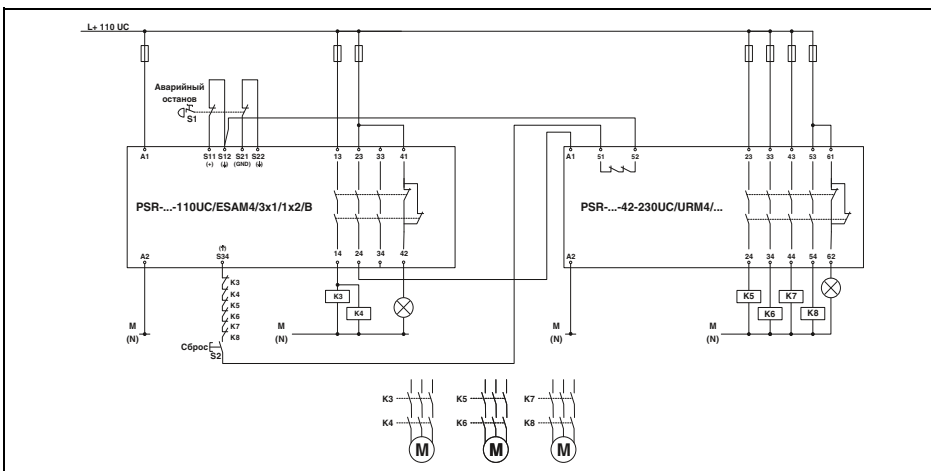 L+ 110 UC
Аварийный
останов
S1
A1 S11 S12 S21 S22 13 23 33 41 A1 51 52 23 33 43 53 61
(+) (↓) (GND) (↓)
PSR-...-110UC/ESAM4/3x1/1x2/B PSR-...-42-230UC/URM4/...
(↑)
A2 S34 14 24 34 42 A2 24 34 44 54 62
K3
K4
K5
K6
K7
K8
K3 K4
K5 K6 K7 K8
M M M M
(N) (N) (N) (N)
Сброс
S2
K3 K5 K7
K4 K6 K8
M M M